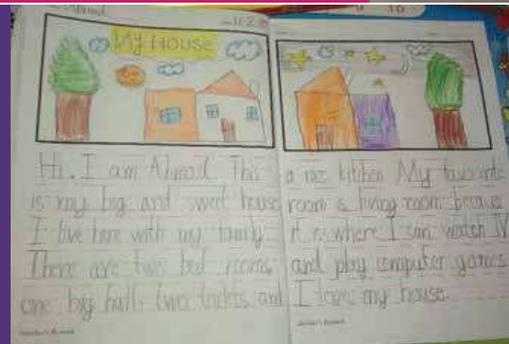 My House
Hi. I am Ahmad. This
is my big and sweet house
I live here with my family.
There are two bed rooms,
one big hall, two toilets and
a nice kitchen. My favourite
room is living room because
it is where I can watch TV
and play computer games
I love my house.